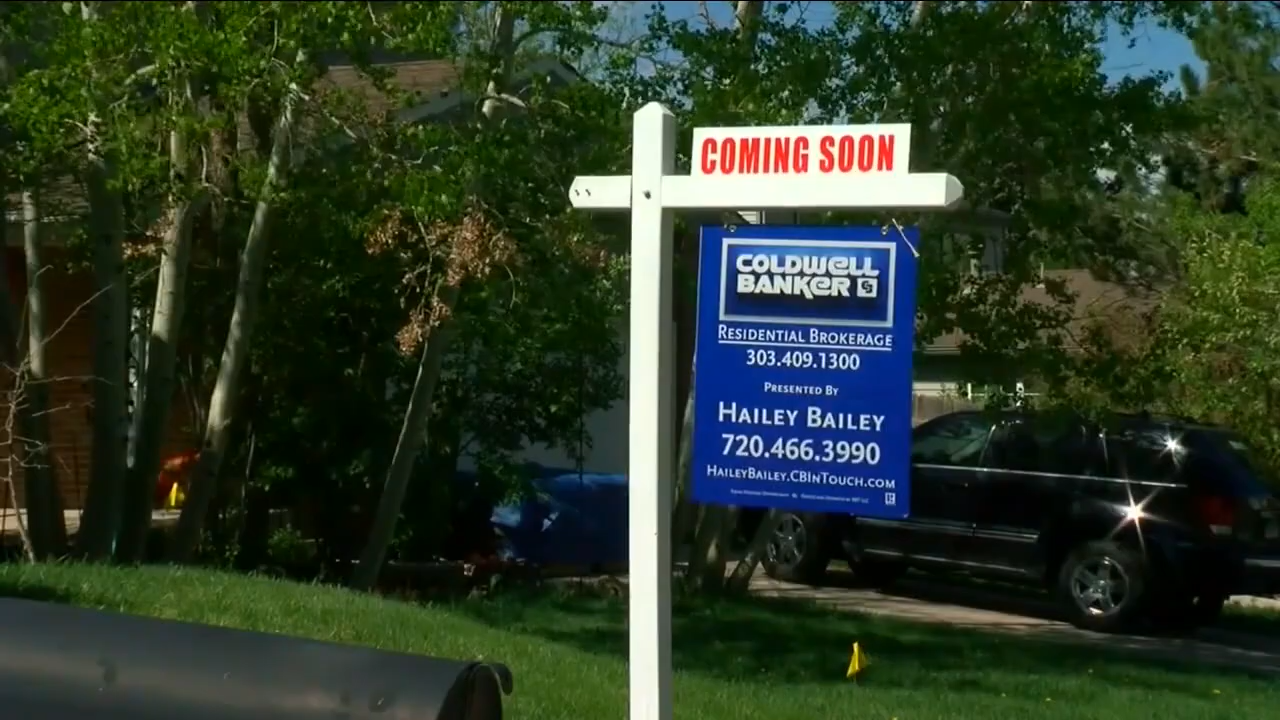 COMING SOON
COLDWELL
BANKER
RESIDENTIAL BROKERAGE
303.409.1300
PRESENTED BY
HAILEY BAILEY
720.466.3990
HAILEYBAILEY.CBINTOUCH.COM